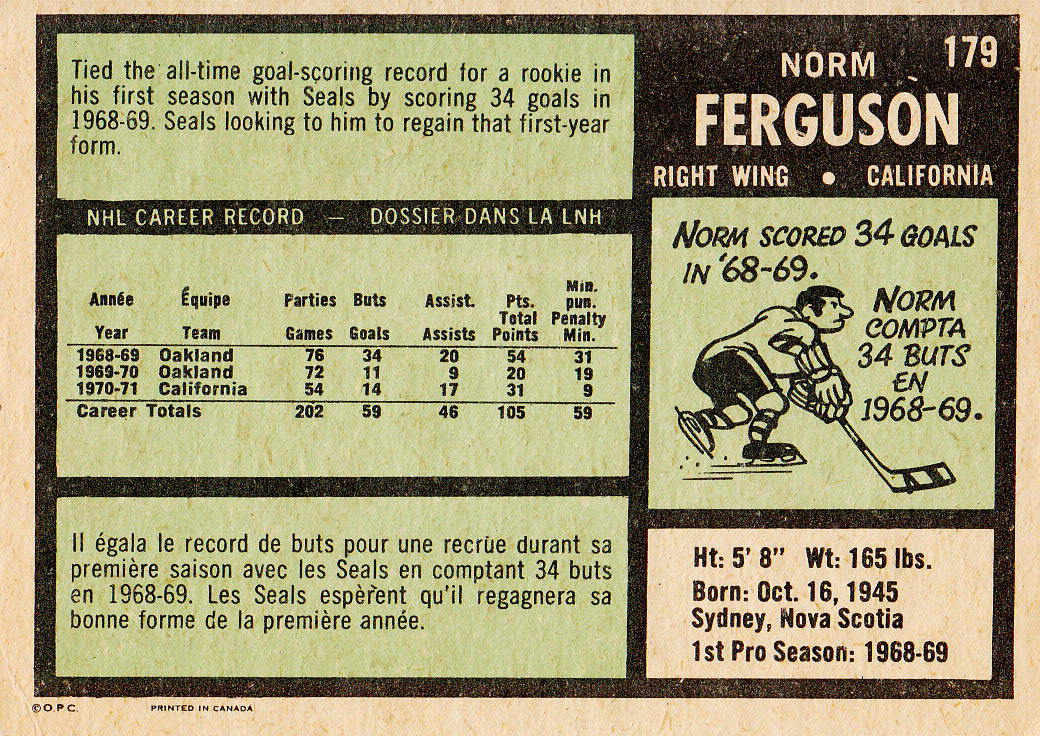 Tied the all-time goal-scoring record for a rookie in
his first season with Seals by scoring 34 goals in
1968-69. Seals looking to him to regain that first-year
form.
NORM 179
FERGUSON
RIGHT WING • CALIFORNIA
NHL CAREER RECORD — DOSSIER DANS LA LNH
Année Équipe Parties Buts Assist. Pts. Min. pun.
Year Team Games Goals Assists Total Points Penalty Min.
1968-69 Oakland 76 34 20 54 31
1969-70 Oakland 72 11 9 20 19
1970-71 California 54 14 17 31 9
Career Totals 202 59 46 105 59
NORM SCORED 34 GOALS
IN '68-69.
NORM
COMPTA
34 BUTS
EN
1968-69.
Il égala le record de buts pour une recrue durant sa
première saison avec les Seals en comptant 34 buts
en 1968-69. Les Seals espèrent qu'il regagnera sa
bonne forme de la première année.
Ht: 5' 8" Wt: 165 lbs.
Born: Oct. 16, 1945
Sydney, Nova Scotia
1st Pro Season: 1968-69
© O.P.C. PRINTED IN CANADA